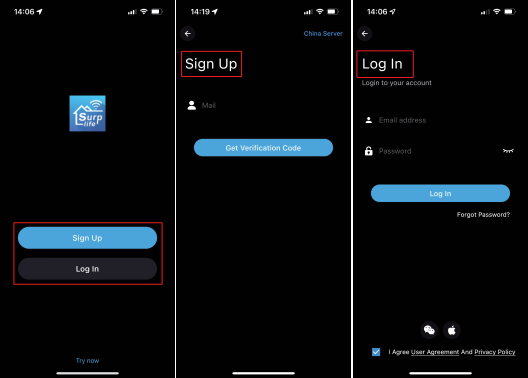 14:06
Surp
life
Sign Up
Log In
Try now
14:19
China Server
Sign Up
Mail
Get Verification Code
14:06
Log In
Login to your account
Email address
Password
Log In
Forgot Password?
I Agree User Agreement And Privacy Policy